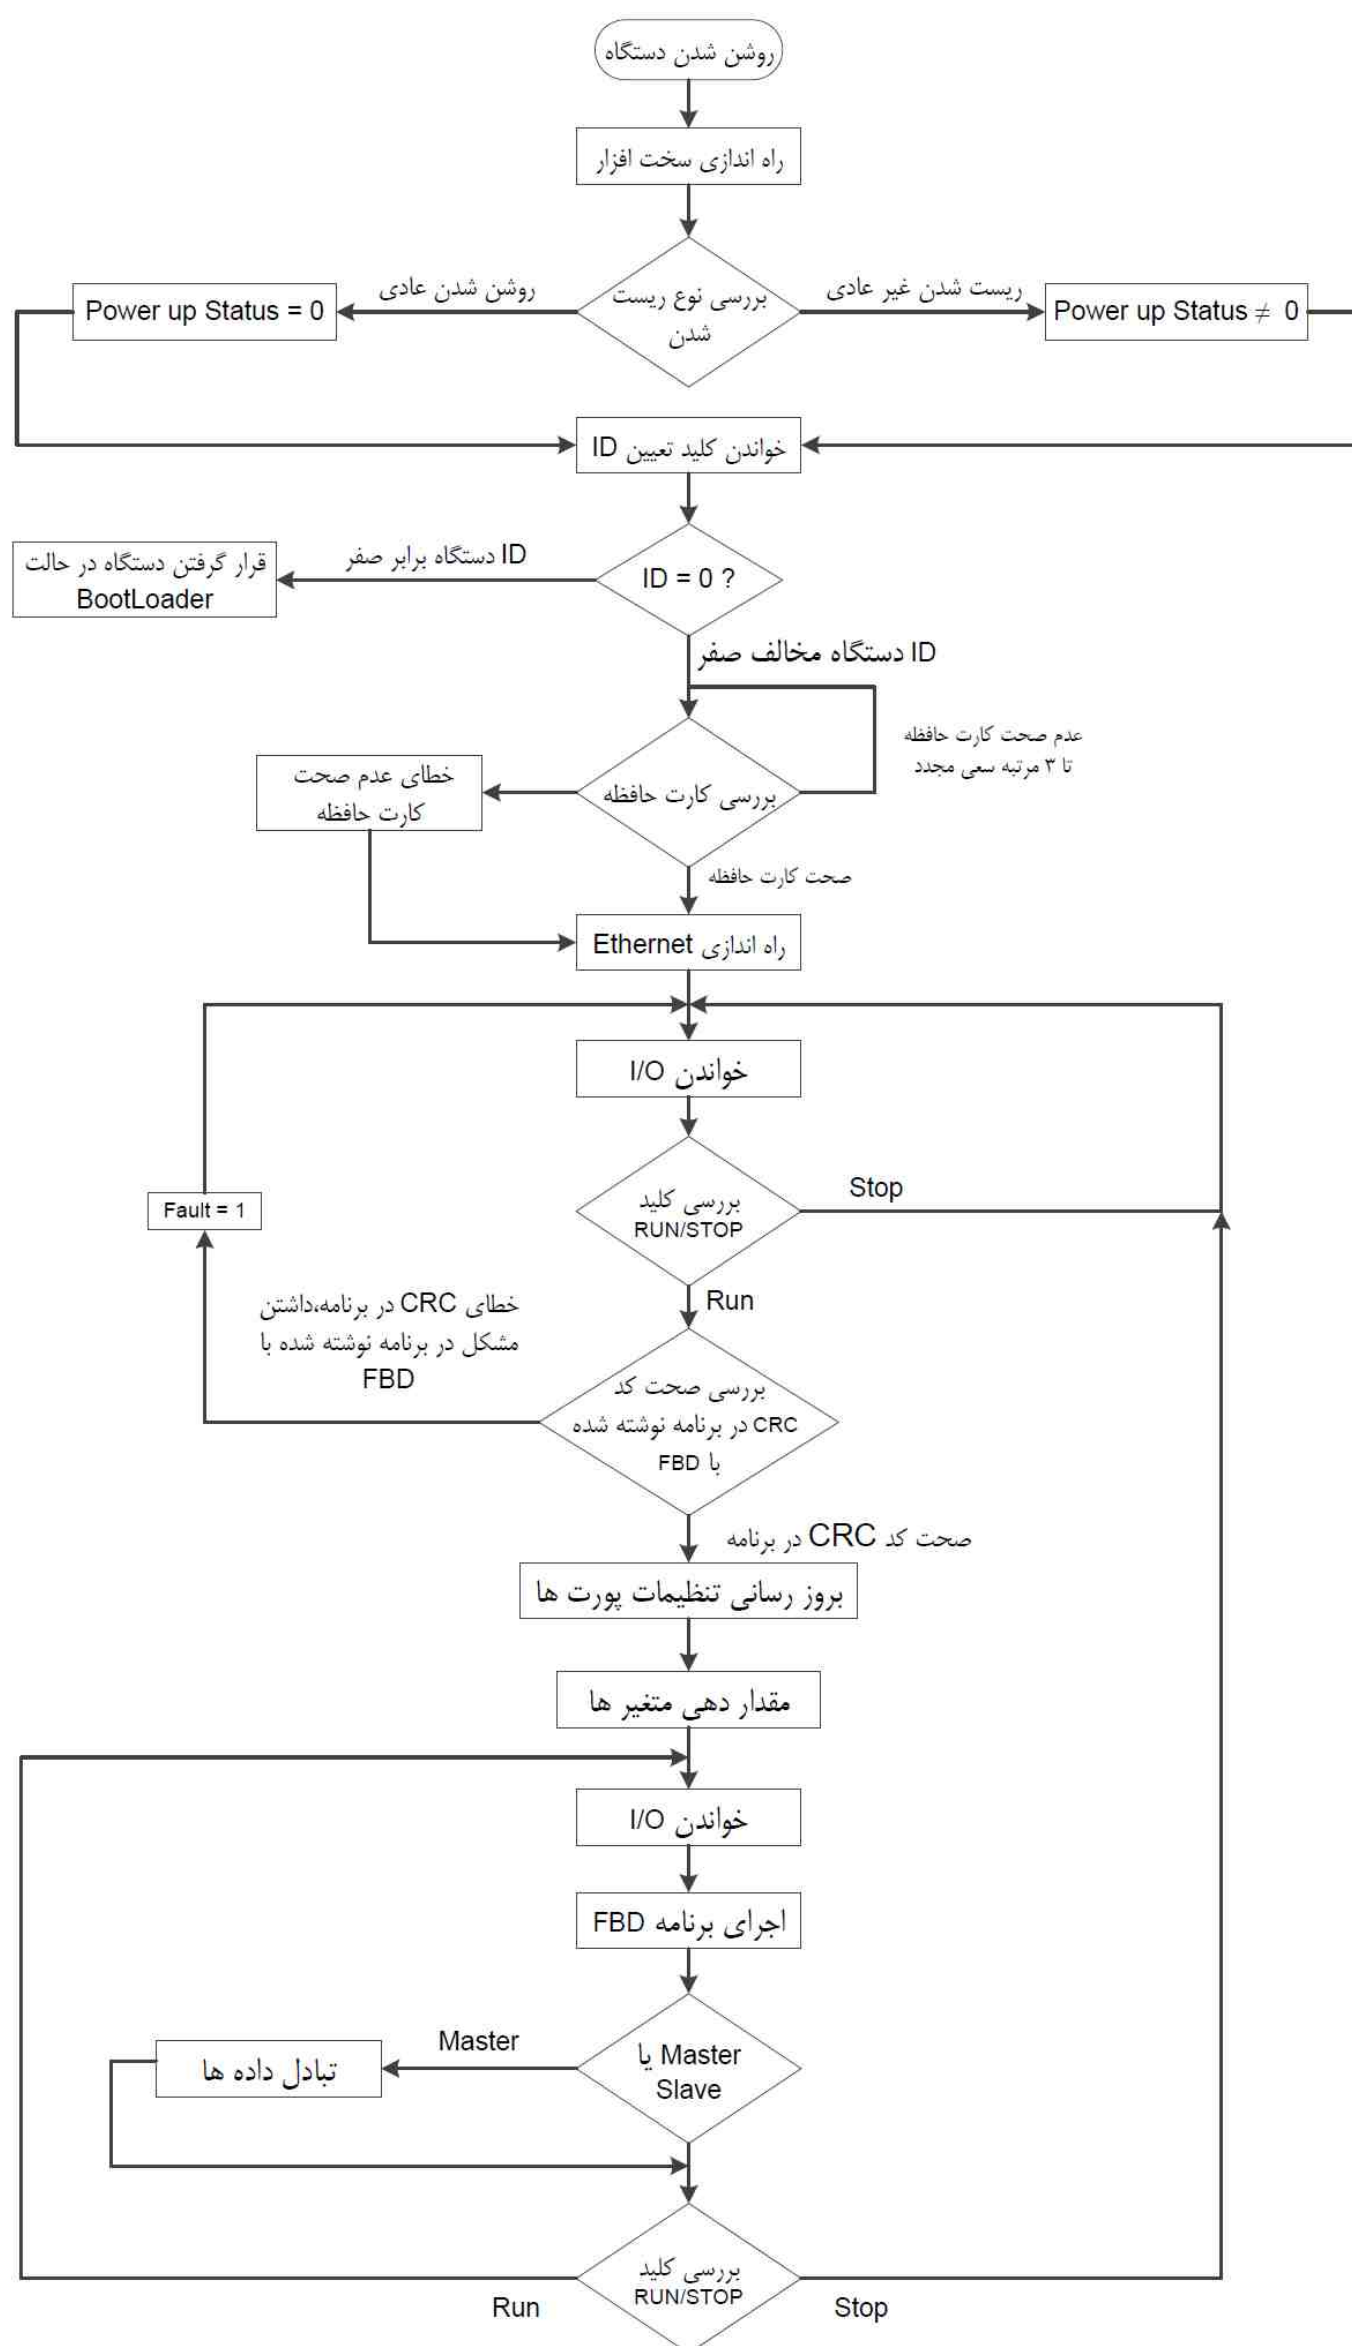 روشن شدن دستگاه
راه اندازی سخت افزار
بررسی نوع ریست
شدن
روشن شدن عادی
ریست شدن غیر عادی
Power up Status = 0
Power up Status ≠ 0
خواندن کلید تعیین ID
ID = 0 ?
ID دستگاه برابر صفر
قرار گرفتن دستگاه در حالت
BootLoader
ID دستگاه مخالف صفر
عدم صحت کارت حافظه
تا ۳ مرتبه سعی مجدد
بررسی کارت حافظه
خطای عدم صحت
کارت حافظه
صحت کارت حافظه
راه اندازی Ethernet
خواندن I/O
بررسی کلید
RUN/STOP
Stop
Fault = 1
Run
خطای CRC در برنامه،داشتن
مشکل در برنامه نوشته شده با
FBD
بررسی صحت کد
CRC در برنامه نوشته شده
با FBD
صحت کد CRC در برنامه
بروز رسانی تنظیمات پورت ها
مقدار دهی متغیر ها
خواندن I/O
اجرای برنامه FBD
Master یا
Slave
Master
تبادل داده ها
بررسی کلید
RUN/STOP
Run
Stop